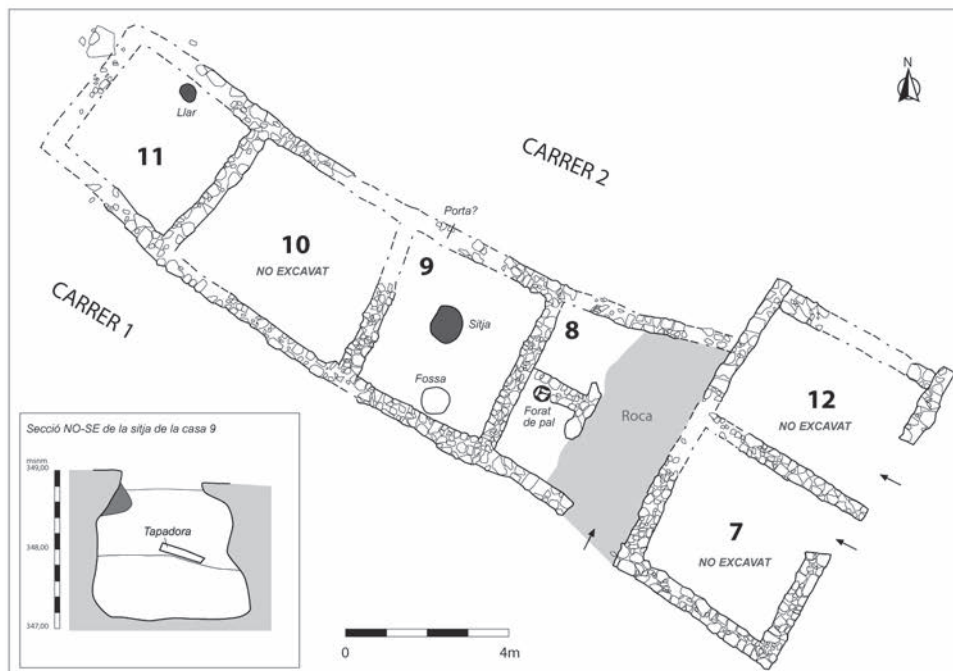 N
Llar
11
CARRER 2
Porta?
10
NO EXCAVAT
9
CARRER 1
Sitja
8
Fossa
Forat
de pal
Roca
12
NO EXCAVAT
7
NO EXCAVAT
Secció NO-SE de la sitja de la casa 9
msnm
349,00
Tapadora
348,00
347,00
0
4m